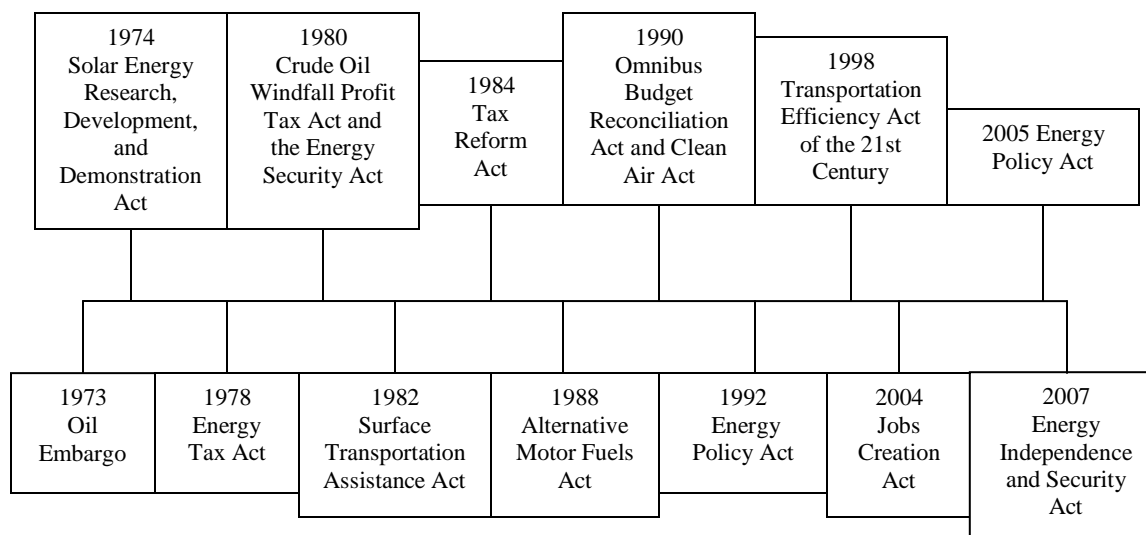 1974
Solar Energy
Research,
Development,
and
Demonstration
Act
1980
Crude Oil
Windfall Profit
Tax Act and
the Energy
Security Act
1984
Tax
Reform
Act
1990
Omnibus
Budget
Reconciliation
Act and Clean
Air Act
1998
Transportation
Efficiency Act
of the 21st
Century
2005 Energy
Policy Act
1973
Oil
Embargo
1978
Energy
Tax Act
1982
Surface
Transportation
Assistance Act
1988
Alternative
Motor Fuels
Act
1992
Energy
Policy Act
2004
Jobs
Creation
Act
2007
Energy
Independence
and Security
Act